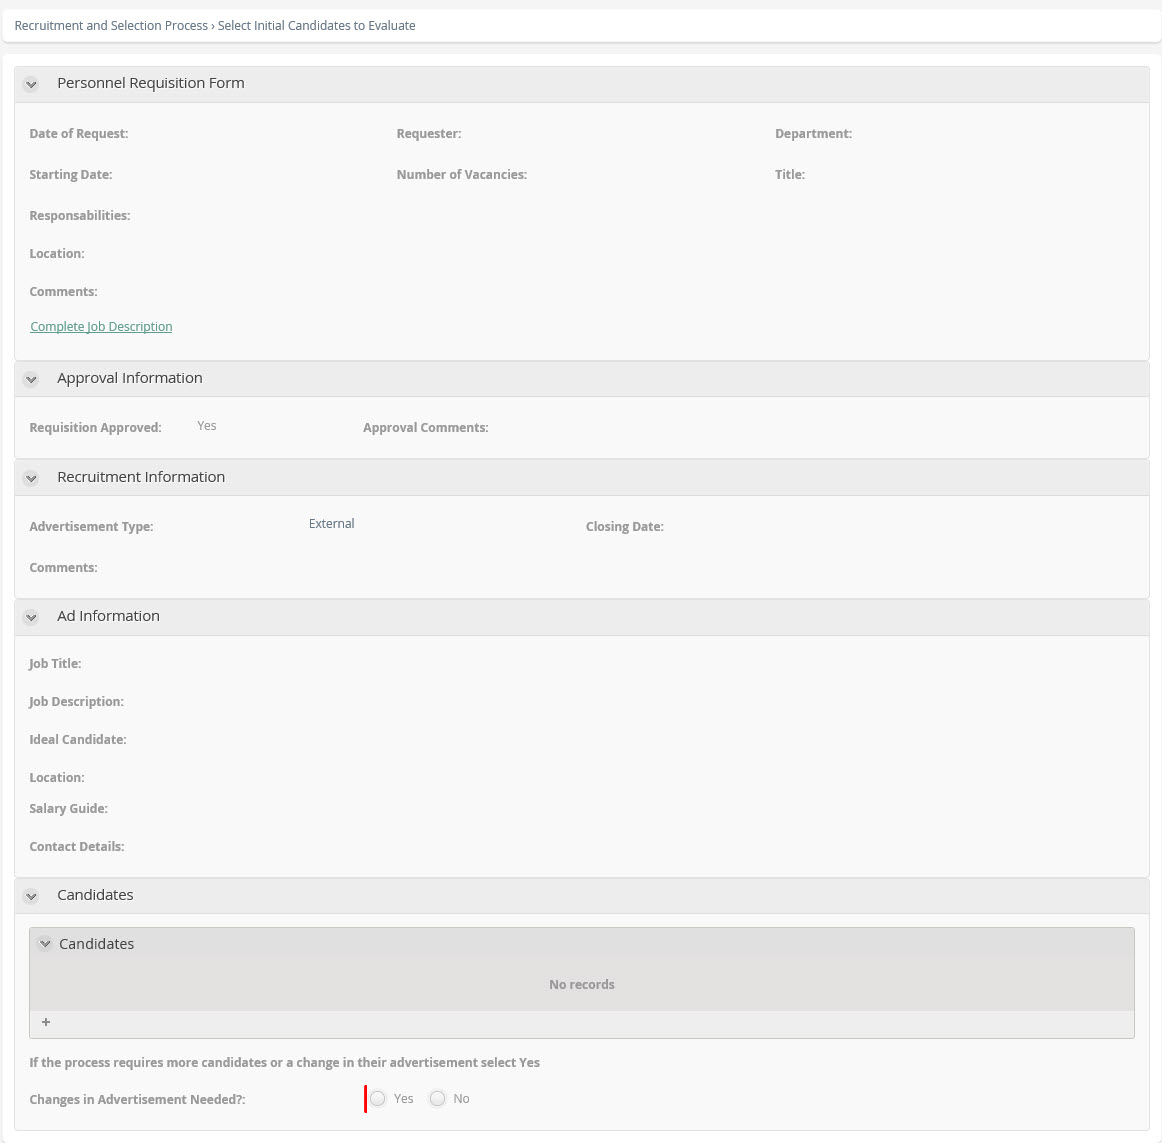 Recruitment and Selection Process › Select Initial Candidates to Evaluate
Personnel Requisition Form
Date of Request: Requester: Department:
Starting Date: Number of Vacancies: Title:
Responsabilities:
Location:
Comments:
Complete Job Description
Approval Information
Requisition Approved: Yes Approval Comments:
Recruitment Information
Advertisement Type: External Closing Date:
Comments:
Ad Information
Job Title:
Job Description:
Ideal Candidate:
Location:
Salary Guide:
Contact Details:
Candidates
Candidates
No records
+
If the process requires more candidates or a change in their advertisement select Yes
Changes in Advertisement Needed?: Yes No